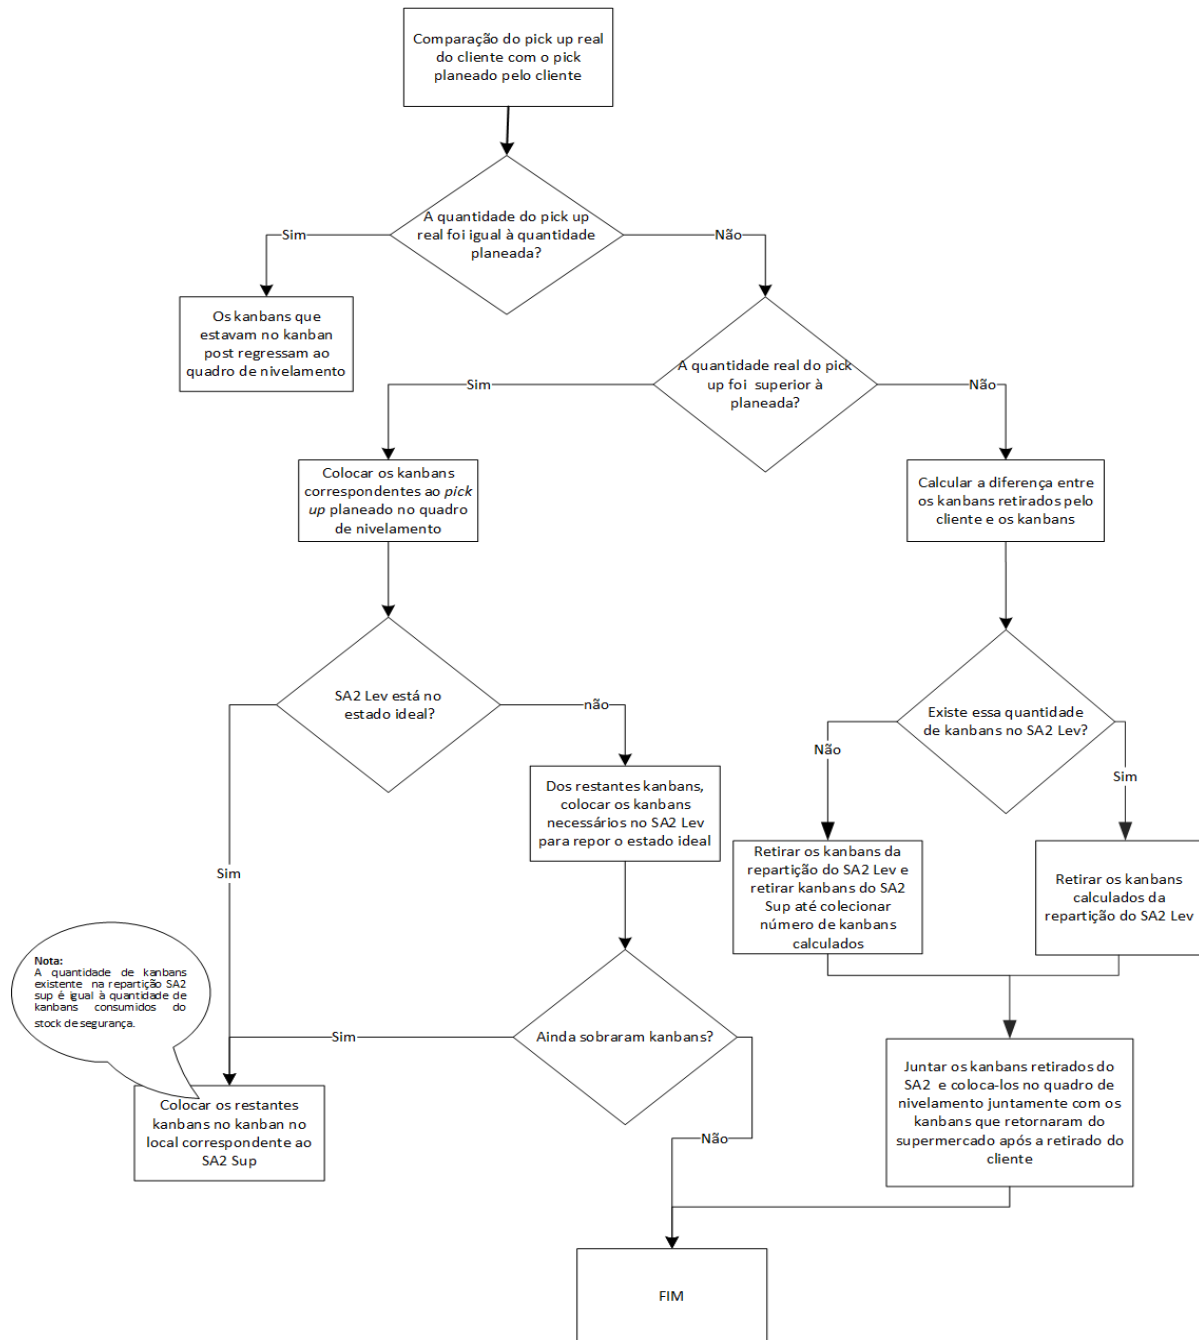 Comparação do pick up real
do cliente com o pick
planeado pelo cliente
A quantidade do pick up
real foi igual à quantidade
planeada?
Sim
Não
Os kanbans que
estavam no kanban
post regressam ao
quadro de nivelamento
A quantidade real do pick
up foi superior à
planeada?
Sim
Não
Colocar os kanbans
correspondentes ao pick
up planeado no quadro
de nivelamento
Calcular a diferença entre
os kanbans retirados pelo
cliente e os kanbans
SA2 Lev está no
estado ideal?
não
Sim
Existe essa quantidade
de kanbans no SA2 Lev?
Não
Sim
Dos restantes kanbans,
colocar os kanbans
necessários no SA2 Lev
para repor o estado ideal
Retirar os kanbans da
repartição do SA2 Lev e
retirar kanbans do SA2
Sup até colecionar
número de kanbans
calculados
Retirar os kanbans
calculados da
repartição do SA2 Lev
Nota:
A quantidade de kanbans
existente na repartição SA2
sup é igual à quantidade de
kanbans consumidos do
stock de segurança.
Ainda sobraram kanbans?
Sim
Não
Colocar os restantes
kanbans no kanban no
local correspondente ao
SA2 Sup
Juntar os kanbans retirados do
SA2 e coloca-los no quadro de
nivelamento juntamente com os
kanbans que retornaram do
supermercado após a retirado do
cliente
FIM